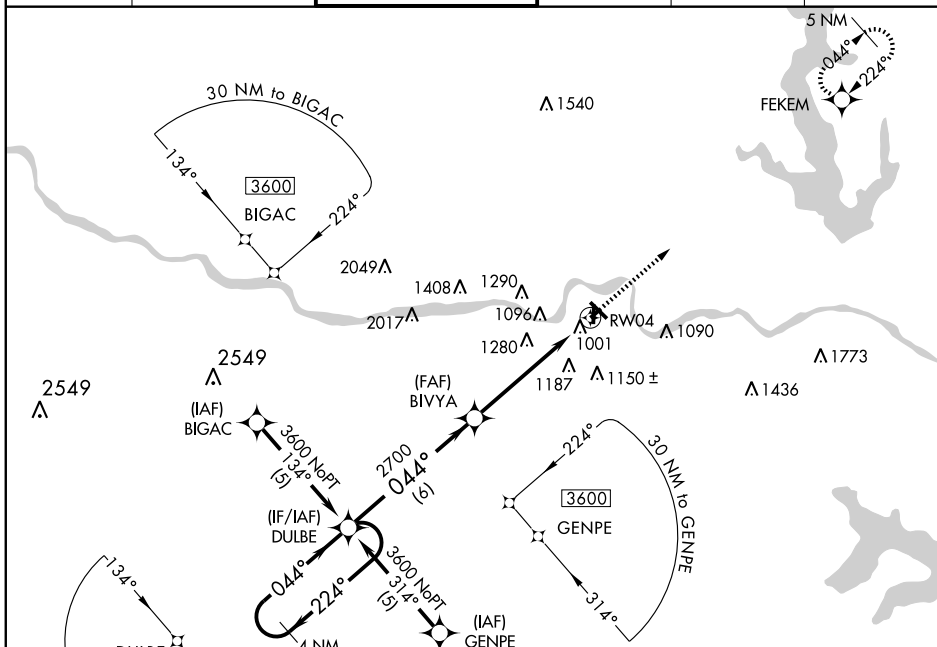 5 NM
044°
224°
FEKEM
30 NM to BIGAC
134°
3600
BIGAC
224°
1540
2049
1408
1290
2017
1096
RW04
1280
1001
1090
1187
1150 ±
1773
1436
2549
2549
(IAF)
BIGAC
3600 NoPT
134°
(5)
(FAF)
BIVYA
2700
044°
(6)
(IF/IAF)
DULBE
044°
224°
3600 NoPT
314°
(5)
(IAF)
GENPE
224°
3600
GENPE
30 NM to GENPE
314°
134°
4 NM